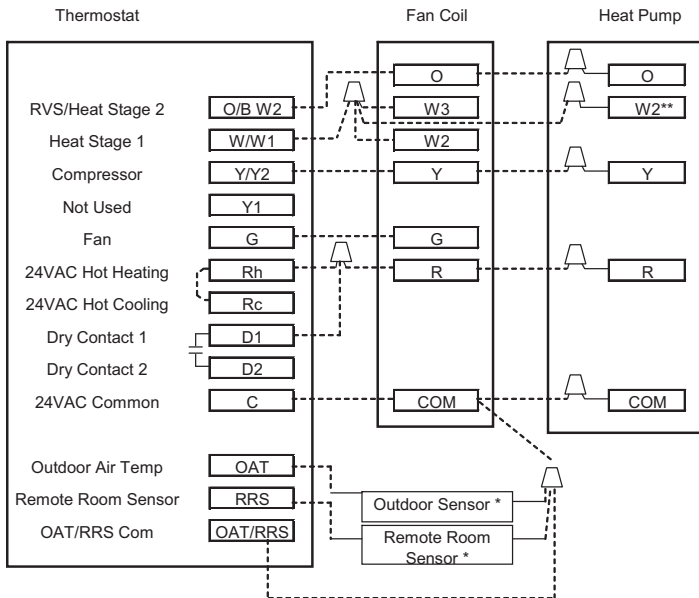 Thermostat Fan Coil Heat Pump
O O
RVS/Heat Stage 2 O/B W2 W3 W2**
Heat Stage 1 W/W1 W2
Compressor Y/Y2 Y Y
Not Used Y1
Fan G G
24VAC Hot Heating Rh R R
24VAC Hot Cooling Rc
Dry Contact 1 D1
Dry Contact 2 D2
24VAC Common C COM COM
Outdoor Air Temp OAT
Outdoor Sensor *
Remote Room Sensor RRS
OAT/RRS Com OAT/RRS
Remote Room
Sensor *